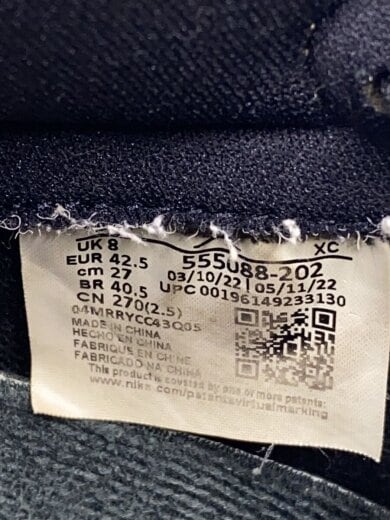 UK 8 XC
EUR 42.5 555088-202
cm 27 03/10/22 | 05/11/22
BR 40.5 UPC 00196149233130
CN 270(2.5)
MADE IN CHINA
HECHO EN CHINA
FABRIQUE EN CHINE
FABRICADO NA CHINA
This product is covered by one or more patents:
www.nike.com/patentsvirtualmarking